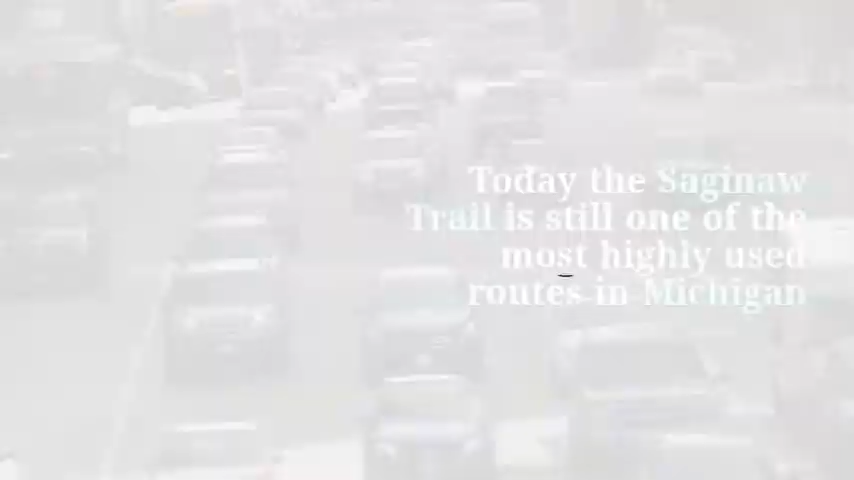 Today the Saginaw
Trail is still one of the
most highly used
routes in Michigan